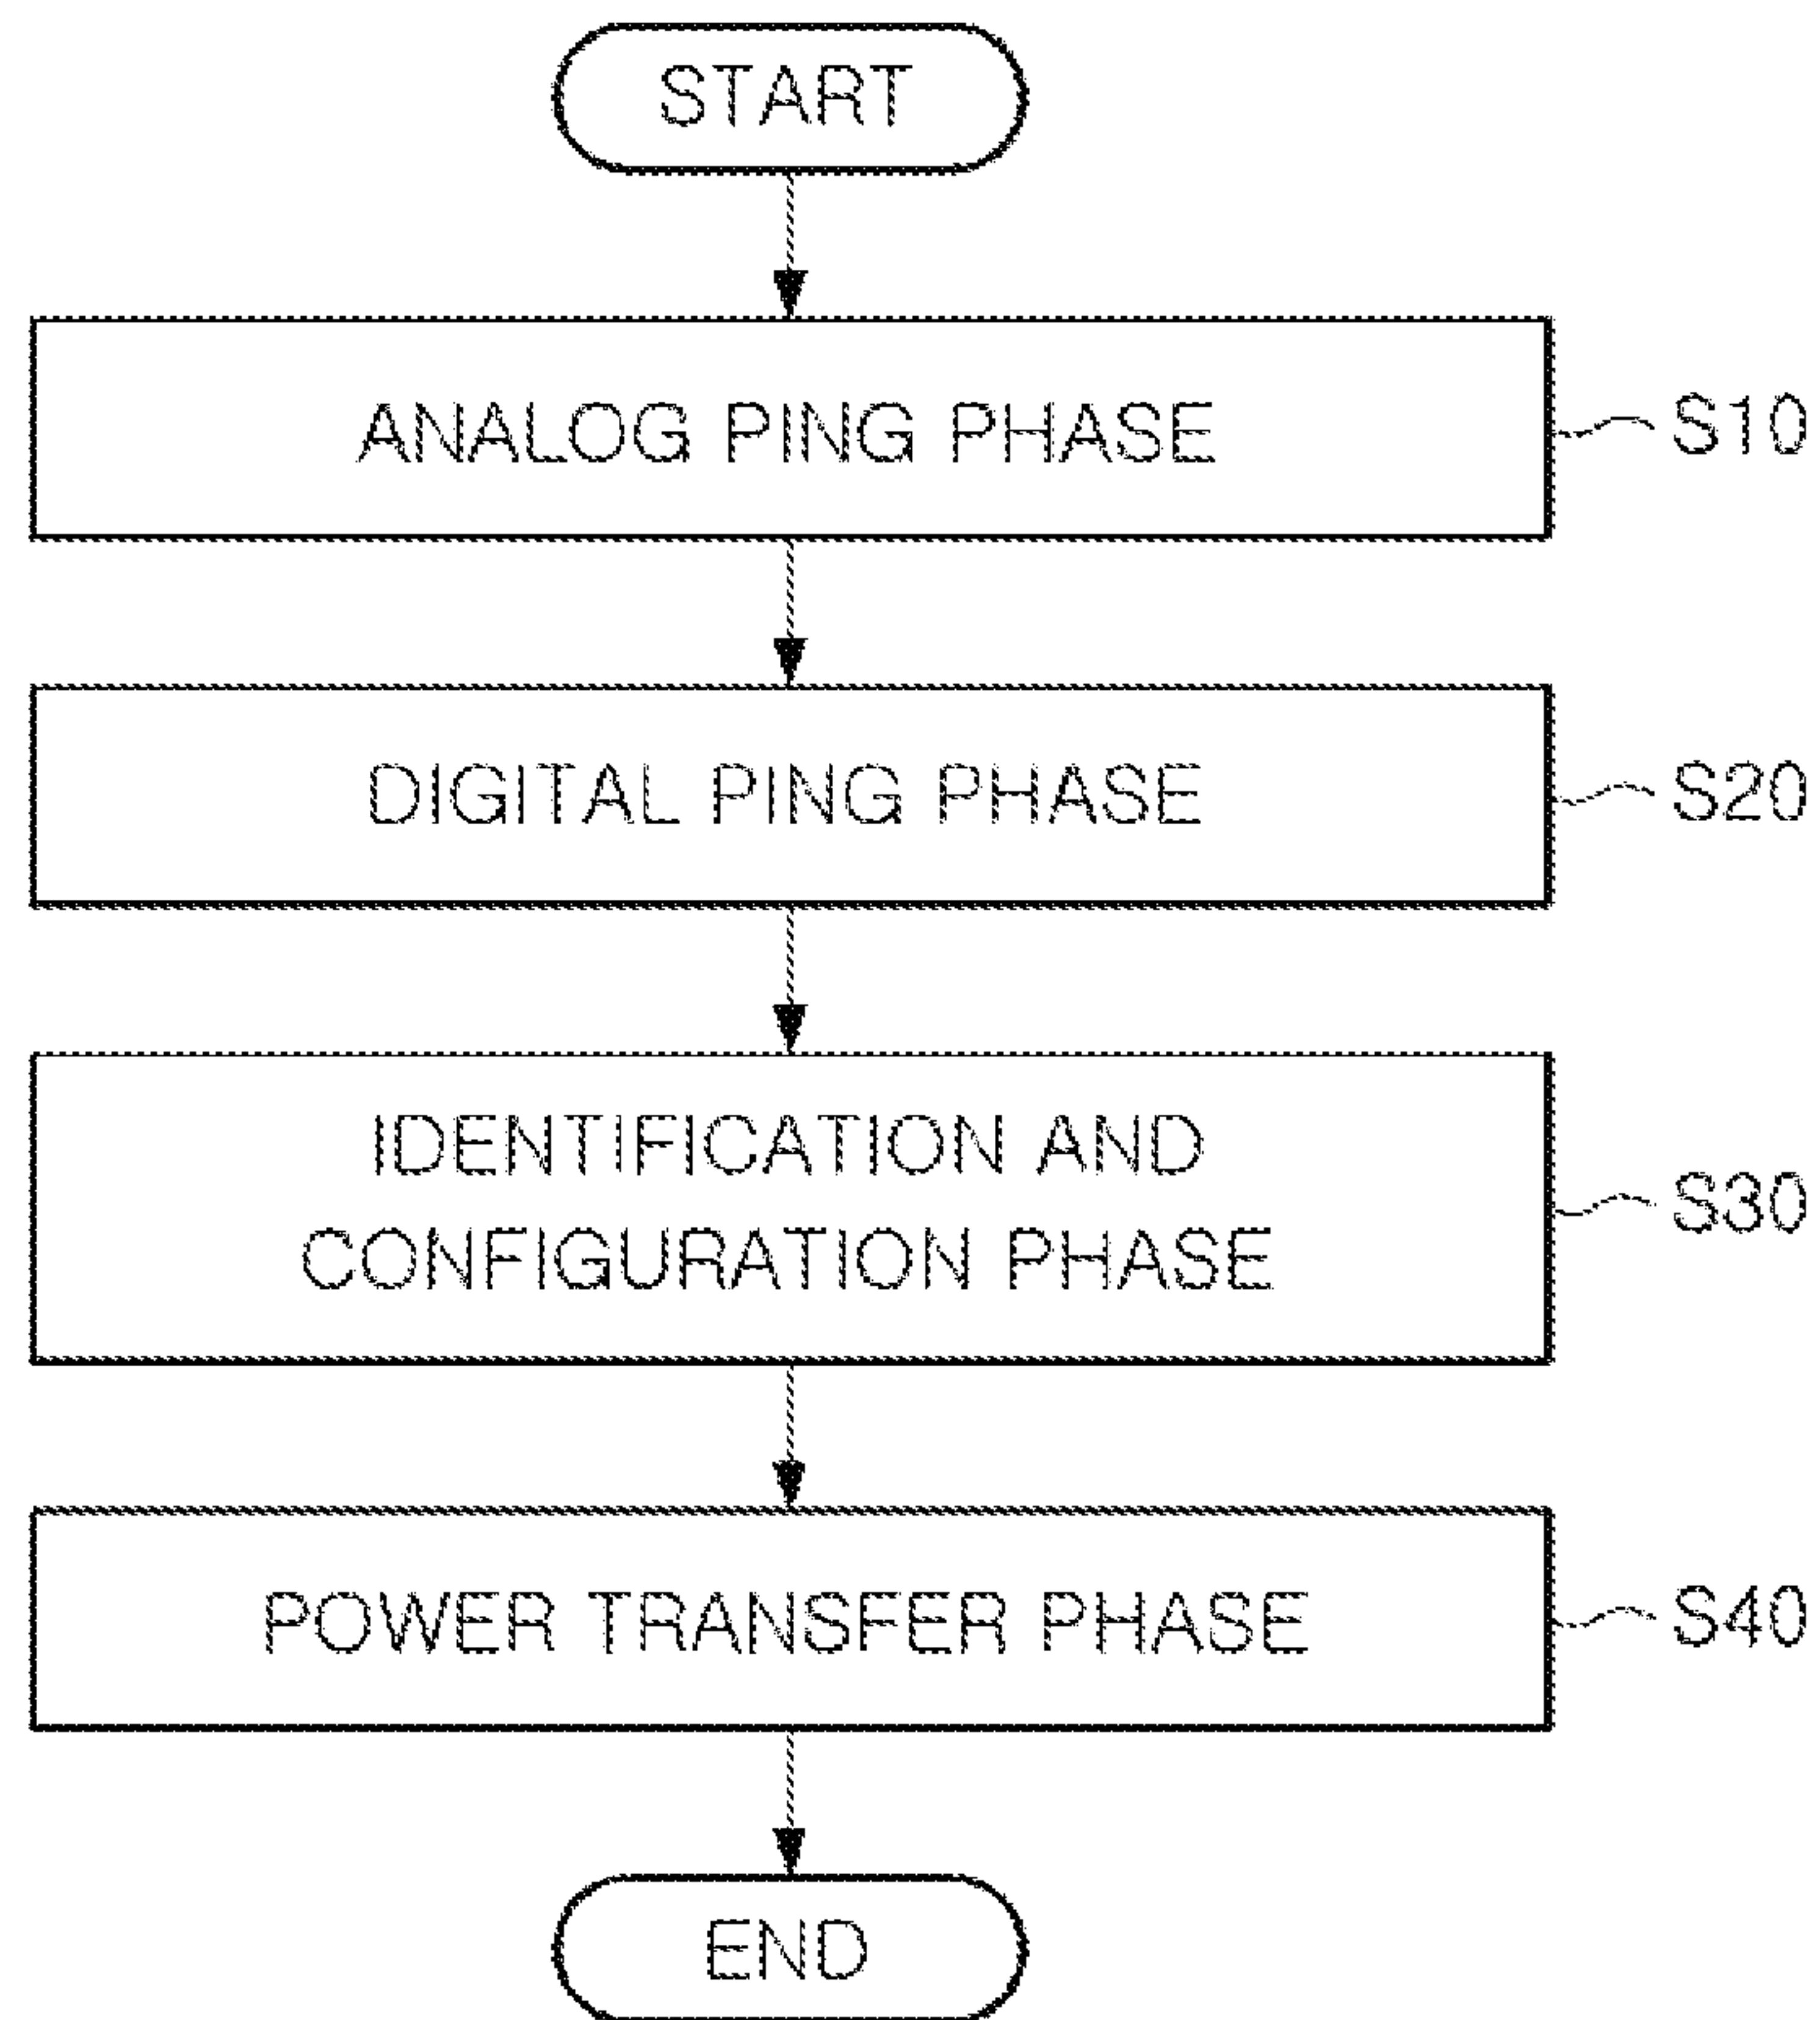 START
ANALOG PING PHASE
S10
DIGITAL PING PHASE
S20
IDENTIFICATION AND
CONFIGURATION PHASE
S30
POWER TRANSFER PHASE
S40
END